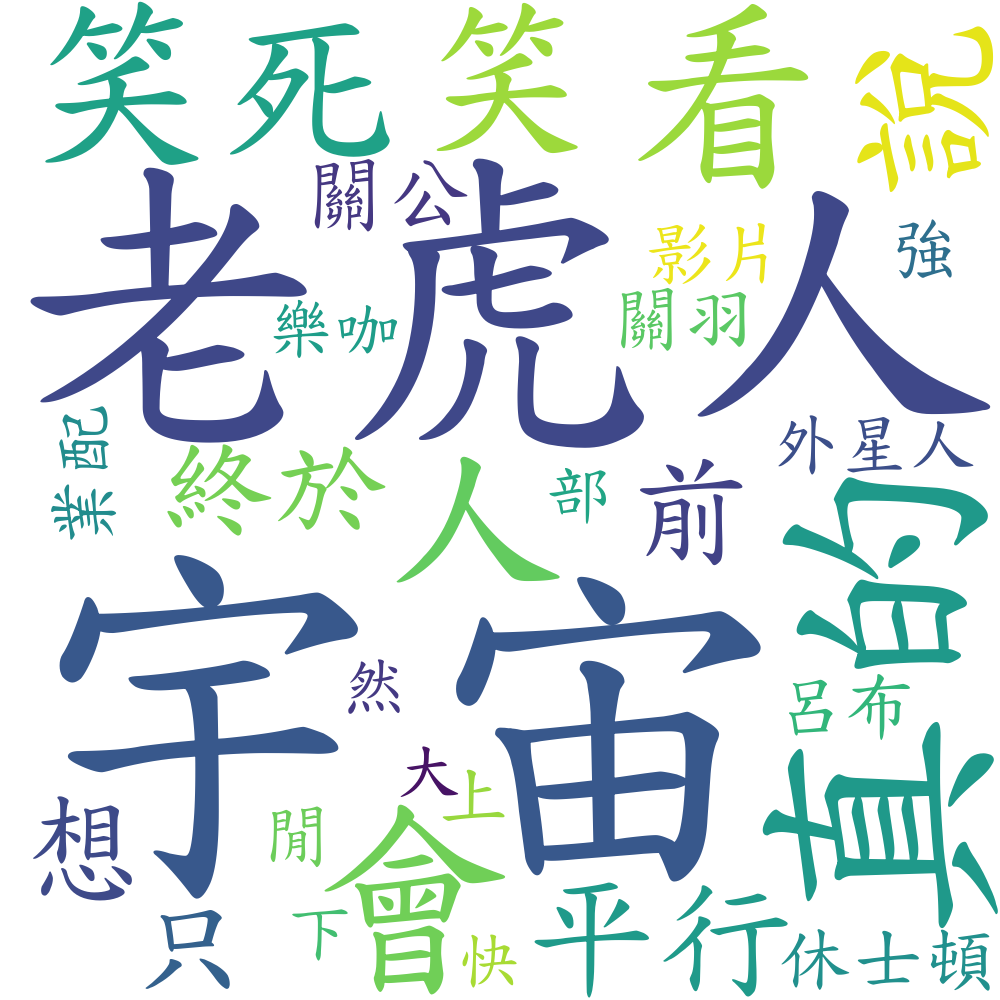 笑死
笑
看
說
關公
老虎人
影片
強
樂咖
關羽
業配
終於
人
部
前
外星人
真的
宇宙
然
呂布
大
上
想
閒
會
平行
只
下
快
休士頓